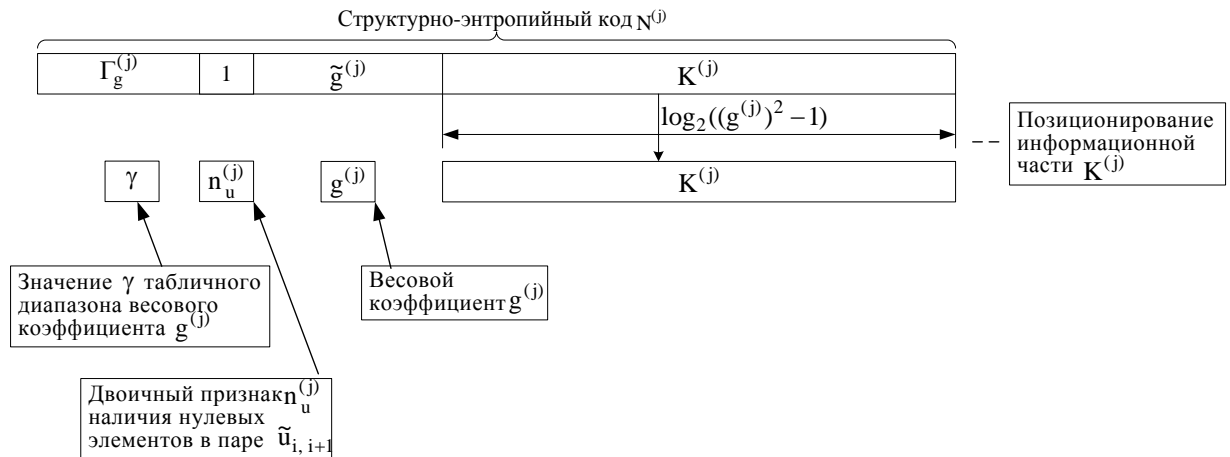 Структурно-энтропийный код N^(j)
Γ_g^(j) 1 g̃^(j) K^(j)
log₂((g^(j))² – 1)
Позиционирование
информационной
части K^(j)
γ n_u^(j) g^(j) K^(j)
Значение γ табличного
диапазона весового
коэффициента g^(j)
Весовой
коэффициент g^(j)
Двоичный признак n_u^(j)
наличия нулевых
элементов в паре ũ_i, i+1